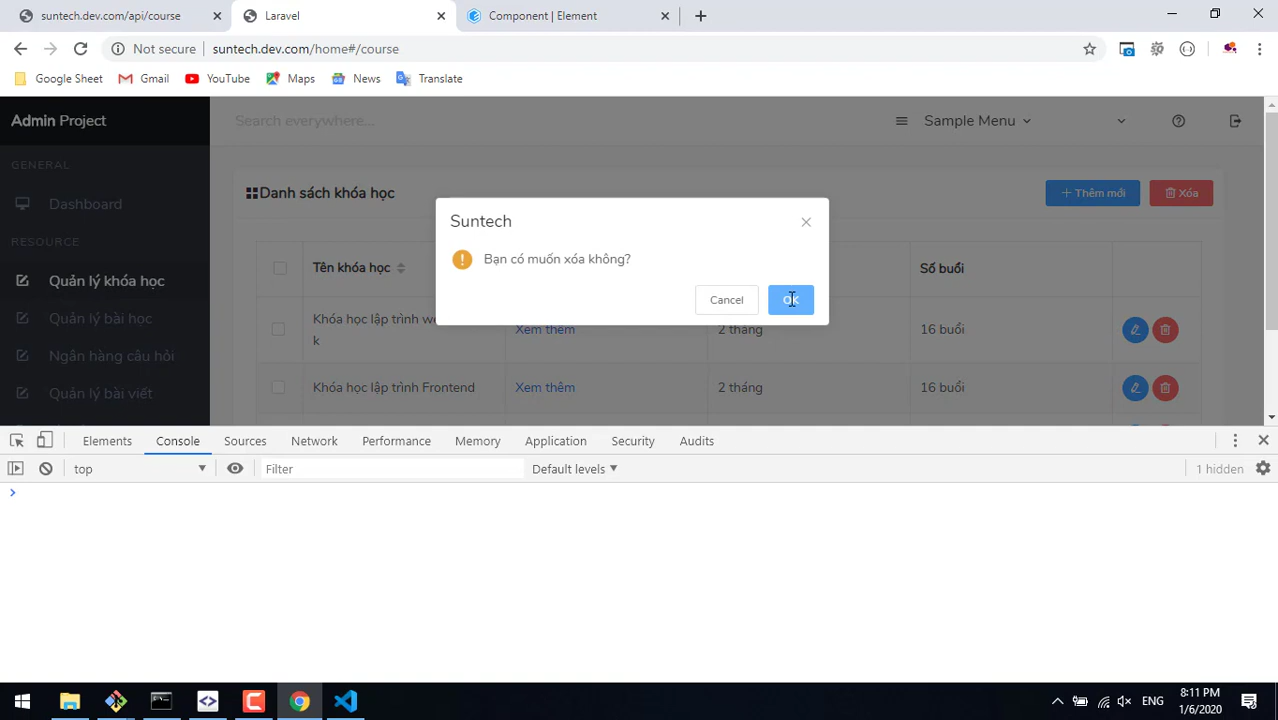 suntech.dev.com/api/course
Laravel
Component | Element
Not secure
suntech.dev.com/home#/course
Google Sheet
Gmail
YouTube
Maps
News
Translate
Admin Project
Search everywhere...
Sample Menu
GENERAL
Dashboard
RESOURCE
Quản lý khóa học
Quản lý bài học
Ngân hàng câu hỏi
Quản lý bài viết
Danh sách khóa học
Thêm mới
Xóa
Suntech
Bạn có muốn xóa không?
Cancel
OK
Tên khóa học
Số buổi
Khóa học lập trình we
k
Xem thêm
2 tháng
16 buổi
Khóa học lập trình Frontend
Xem thêm
2 tháng
16 buổi
Elements
Console
Sources
Network
Performance
Memory
Application
Security
Audits
top
Filter
Default levels
1 hidden
ENG
8:11 PM
1/6/2020